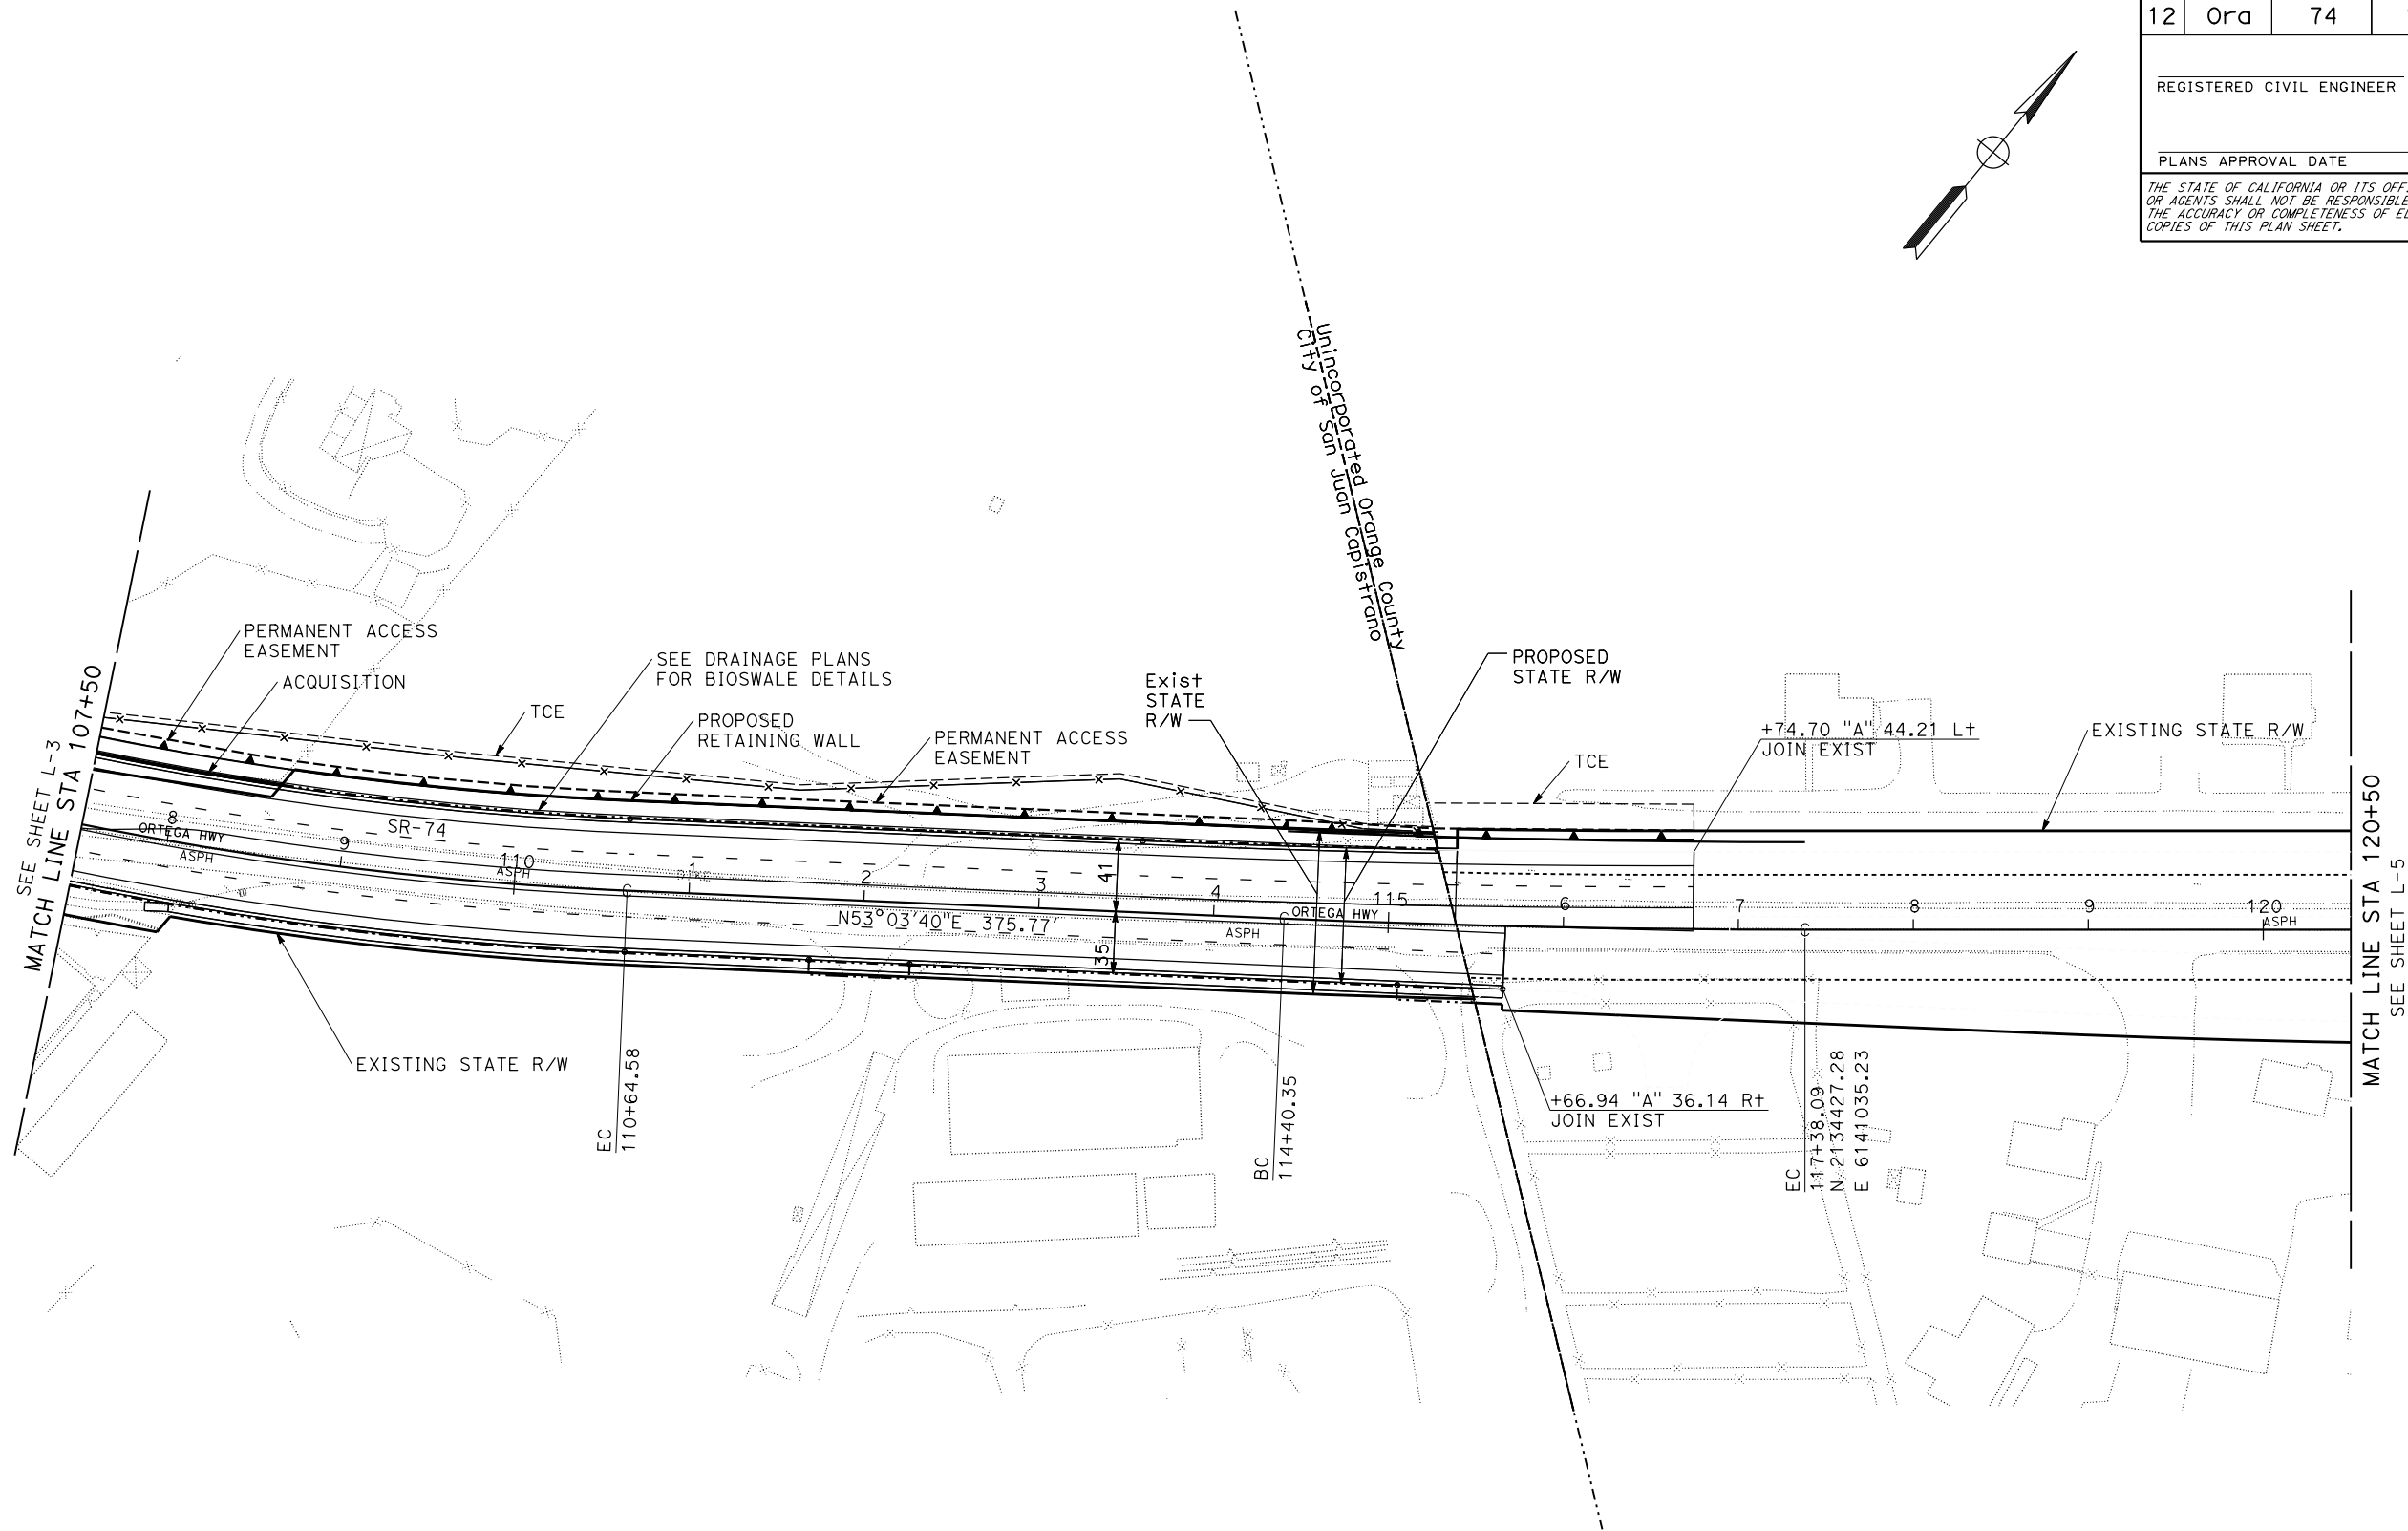 12 Ora 74
REGISTERED CIVIL ENGINEER
PLANS APPROVAL DATE
THE STATE OF CALIFORNIA OR ITS OFF
OR AGENTS SHALL NOT BE RESPONSIBLE
THE ACCURACY OR COMPLETENESS OF EL
COPIES OF THIS PLAN SHEET.
Unincorporated Orange County
City of San Juan Capistrano
SEE SHEET L-3
MATCH LINE STA 107+50
PERMANENT ACCESS
EASEMENT
ACQUISITION
TCE
SEE DRAINAGE PLANS
FOR BIOSWALE DETAILS
PROPOSED
RETAINING WALL
PERMANENT ACCESS
EASEMENT
Exist
STATE
R/W
PROPOSED
STATE R/W
TCE
+74.70 "A" 44.21 Lt
JOIN EXIST
EXISTING STATE R/W
MATCH LINE STA 120+50
SEE SHEET L-5
8
ORTEGA HWY
ASPH
SR-74
9
110
ASPH
1
2
3
4
ORTEGA HWY
115
6
7
8
9
120
ASPH
41
35
N53°03'40"E 375.77'
ASPH
EXISTING STATE R/W
EC
110+64.58
BC
114+40.35
+66.94 "A" 36.14 Rt
JOIN EXIST
EC
117+38.09
N 2134427.28
E 6141035.23